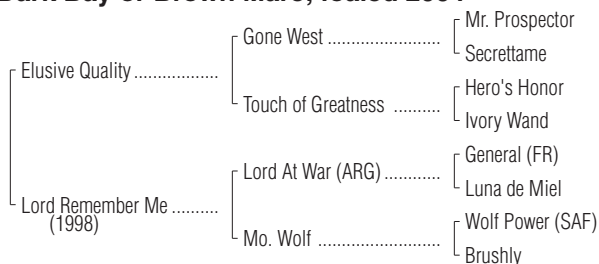 Dark Bay or Brown Mare; foaled
Mr. Prospector
Gone West ........................
Secrettame
Elusive Quality ..................
Hero's Honor
Touch of Greatness ..........
Ivory Wand
General (FR)
Lord At War (ARG) ............
Luna de Miel
Lord Remember Me ..........
(1998)
Wolf Power (SAF)
Mo. Wolf ..........................
Brushly